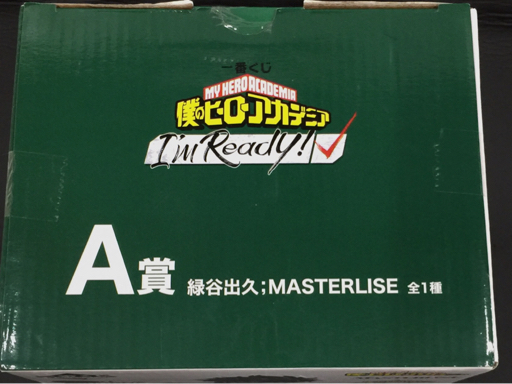 一番くじ
MY HERO ACADEMIA
僕のヒーローアカデミア
I'm Ready!
A賞 緑谷出久;MASTERLISE 全1種